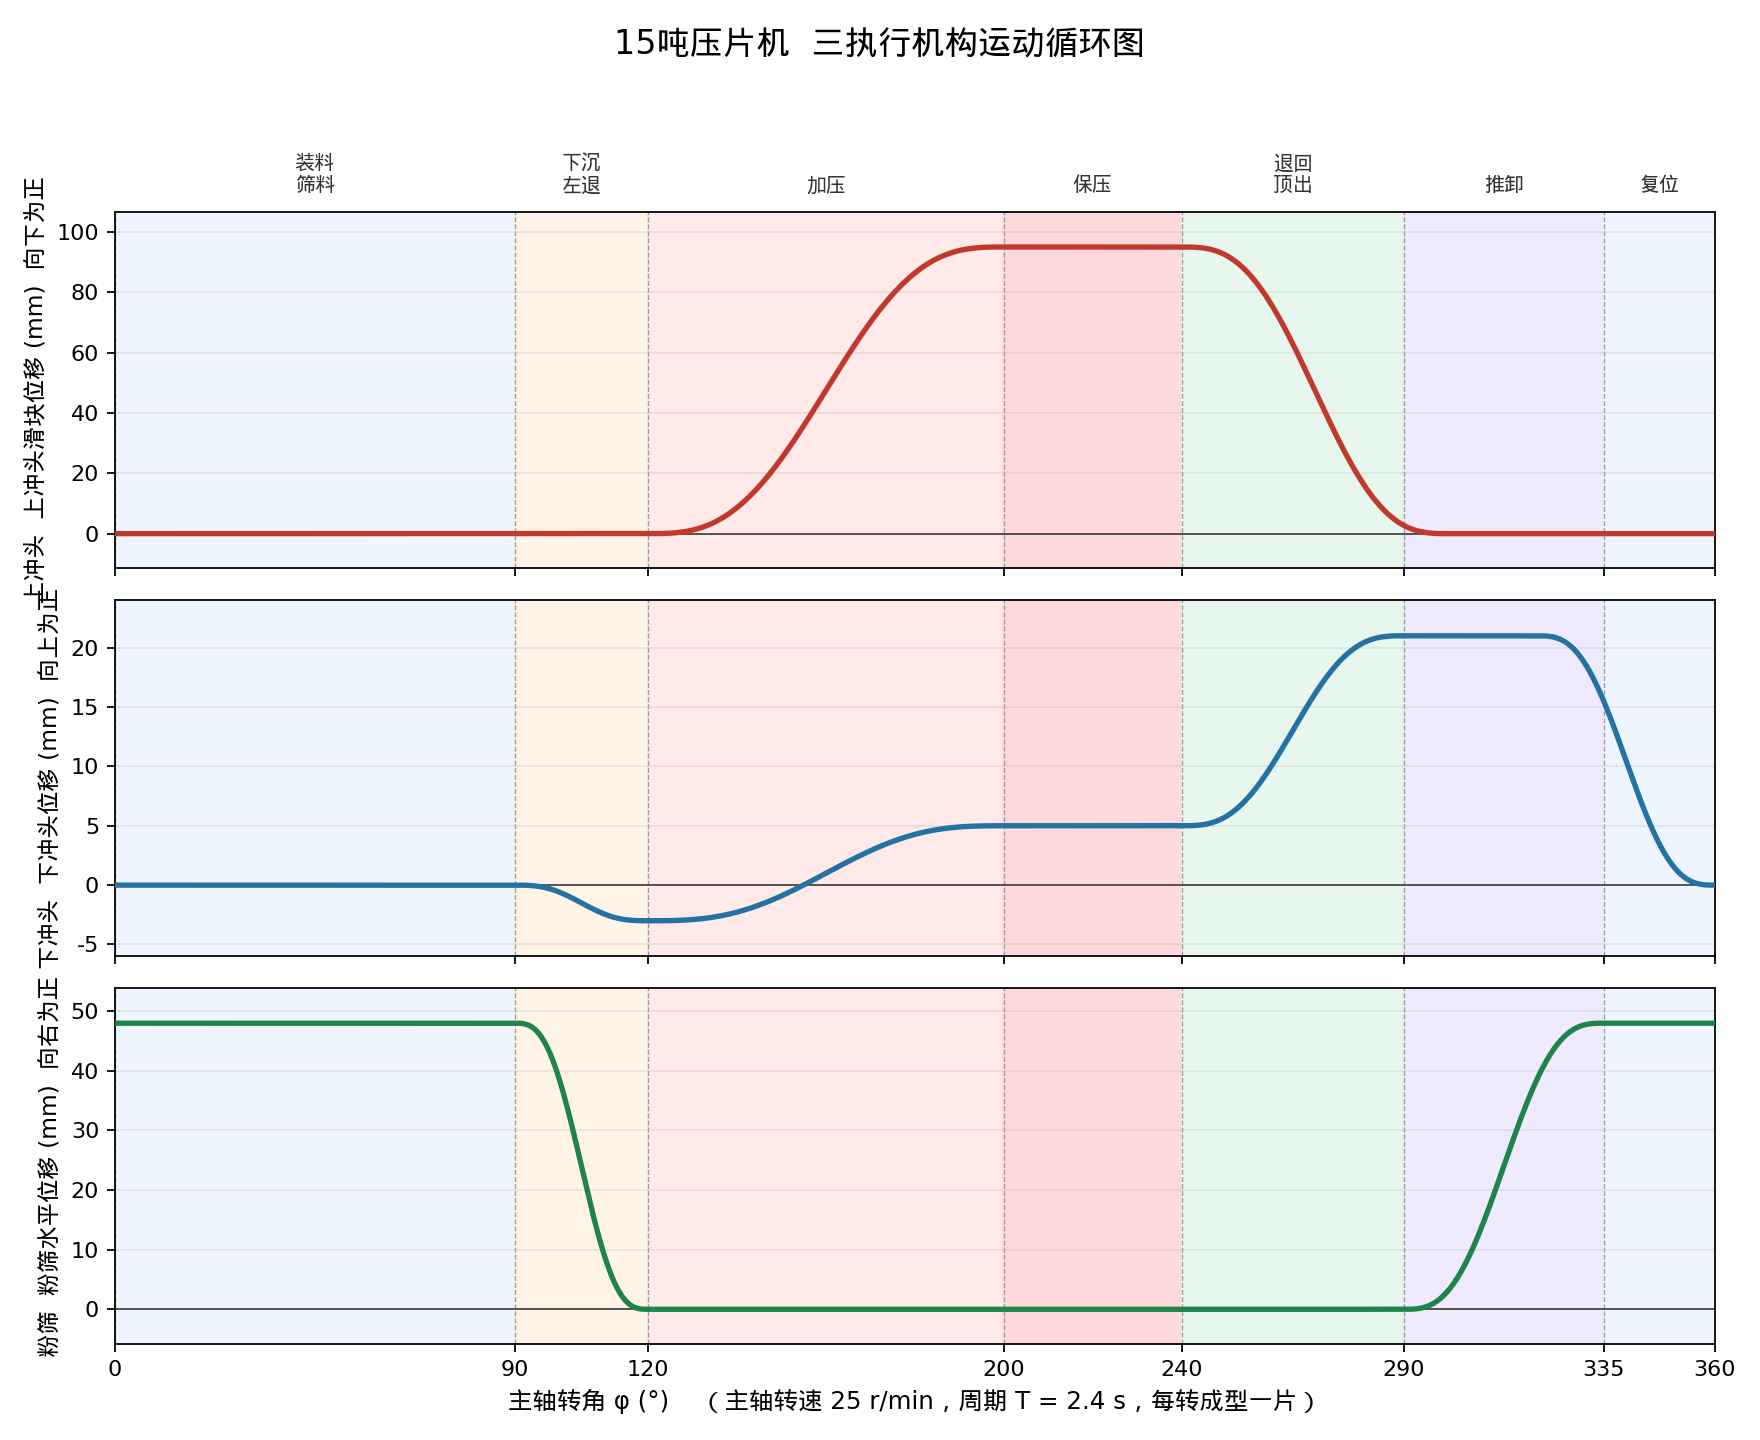 15吨压片机  三执行机构运动循环图
装料
筛料
下沉
左退
加压
保压
退回
顶出
推卸
复位
上冲头  上冲头滑块位移 (mm)  向下为正
100
80
60
40
20
0
下冲头  下冲头位移 (mm)  向上为正
20
15
10
5
0
-5
粉筛  粉筛水平位移 (mm)  向右为正
50
40
30
20
10
0
0 90 120 200 240 290 335 360
主轴转角 φ (°)  （主轴转速 25 r/min，周期 T = 2.4 s，每转成型一片）